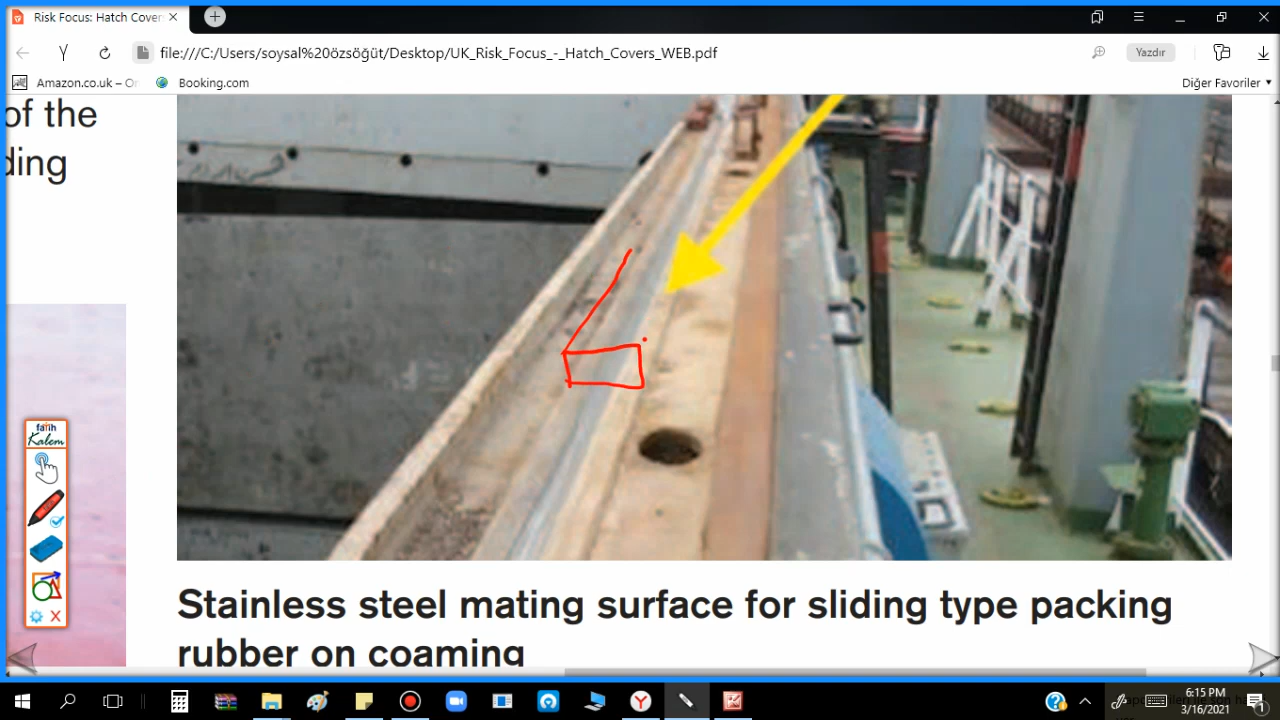 Risk Focus: Hatch Cover
file:///C:/Users/soysal%20özsöğüt/Desktop/UK_Risk_Focus_-_Hatch_Covers_WEB.pdf
Yazdır
Amazon.co.uk – O
Booking.com
Diğer Favoriler
of the
ding
fatih
Kalem
Stainless steel mating surface for sliding type packing
rubber on coaming
6:15 PM
3/16/2021
1